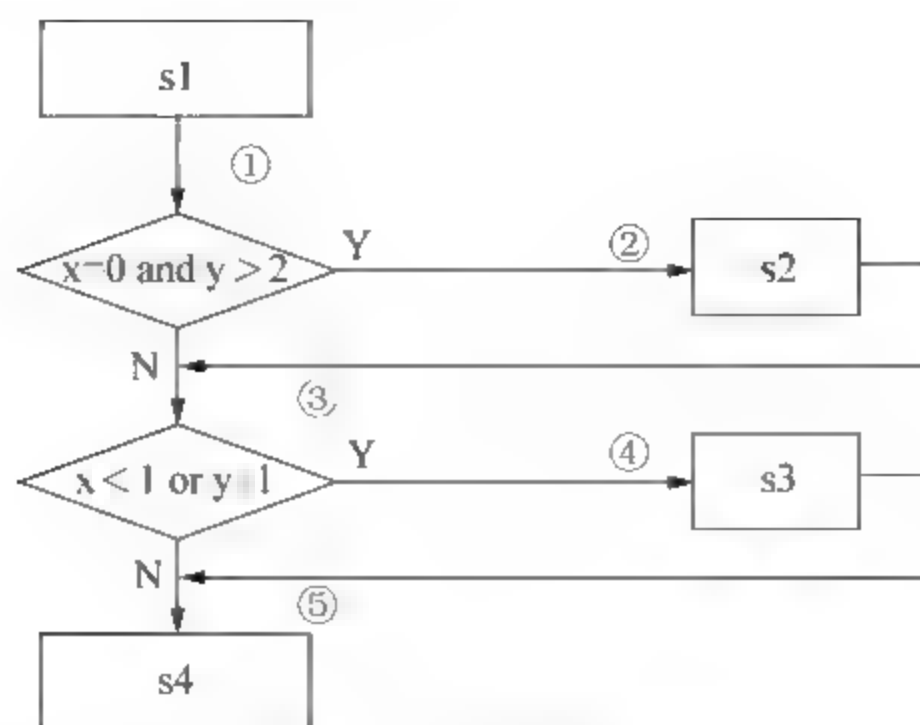 s1
①
x=0 and y > 2
Y
②
s2
N
③
x < 1 or y=1
Y
④
s3
N
⑤
s4